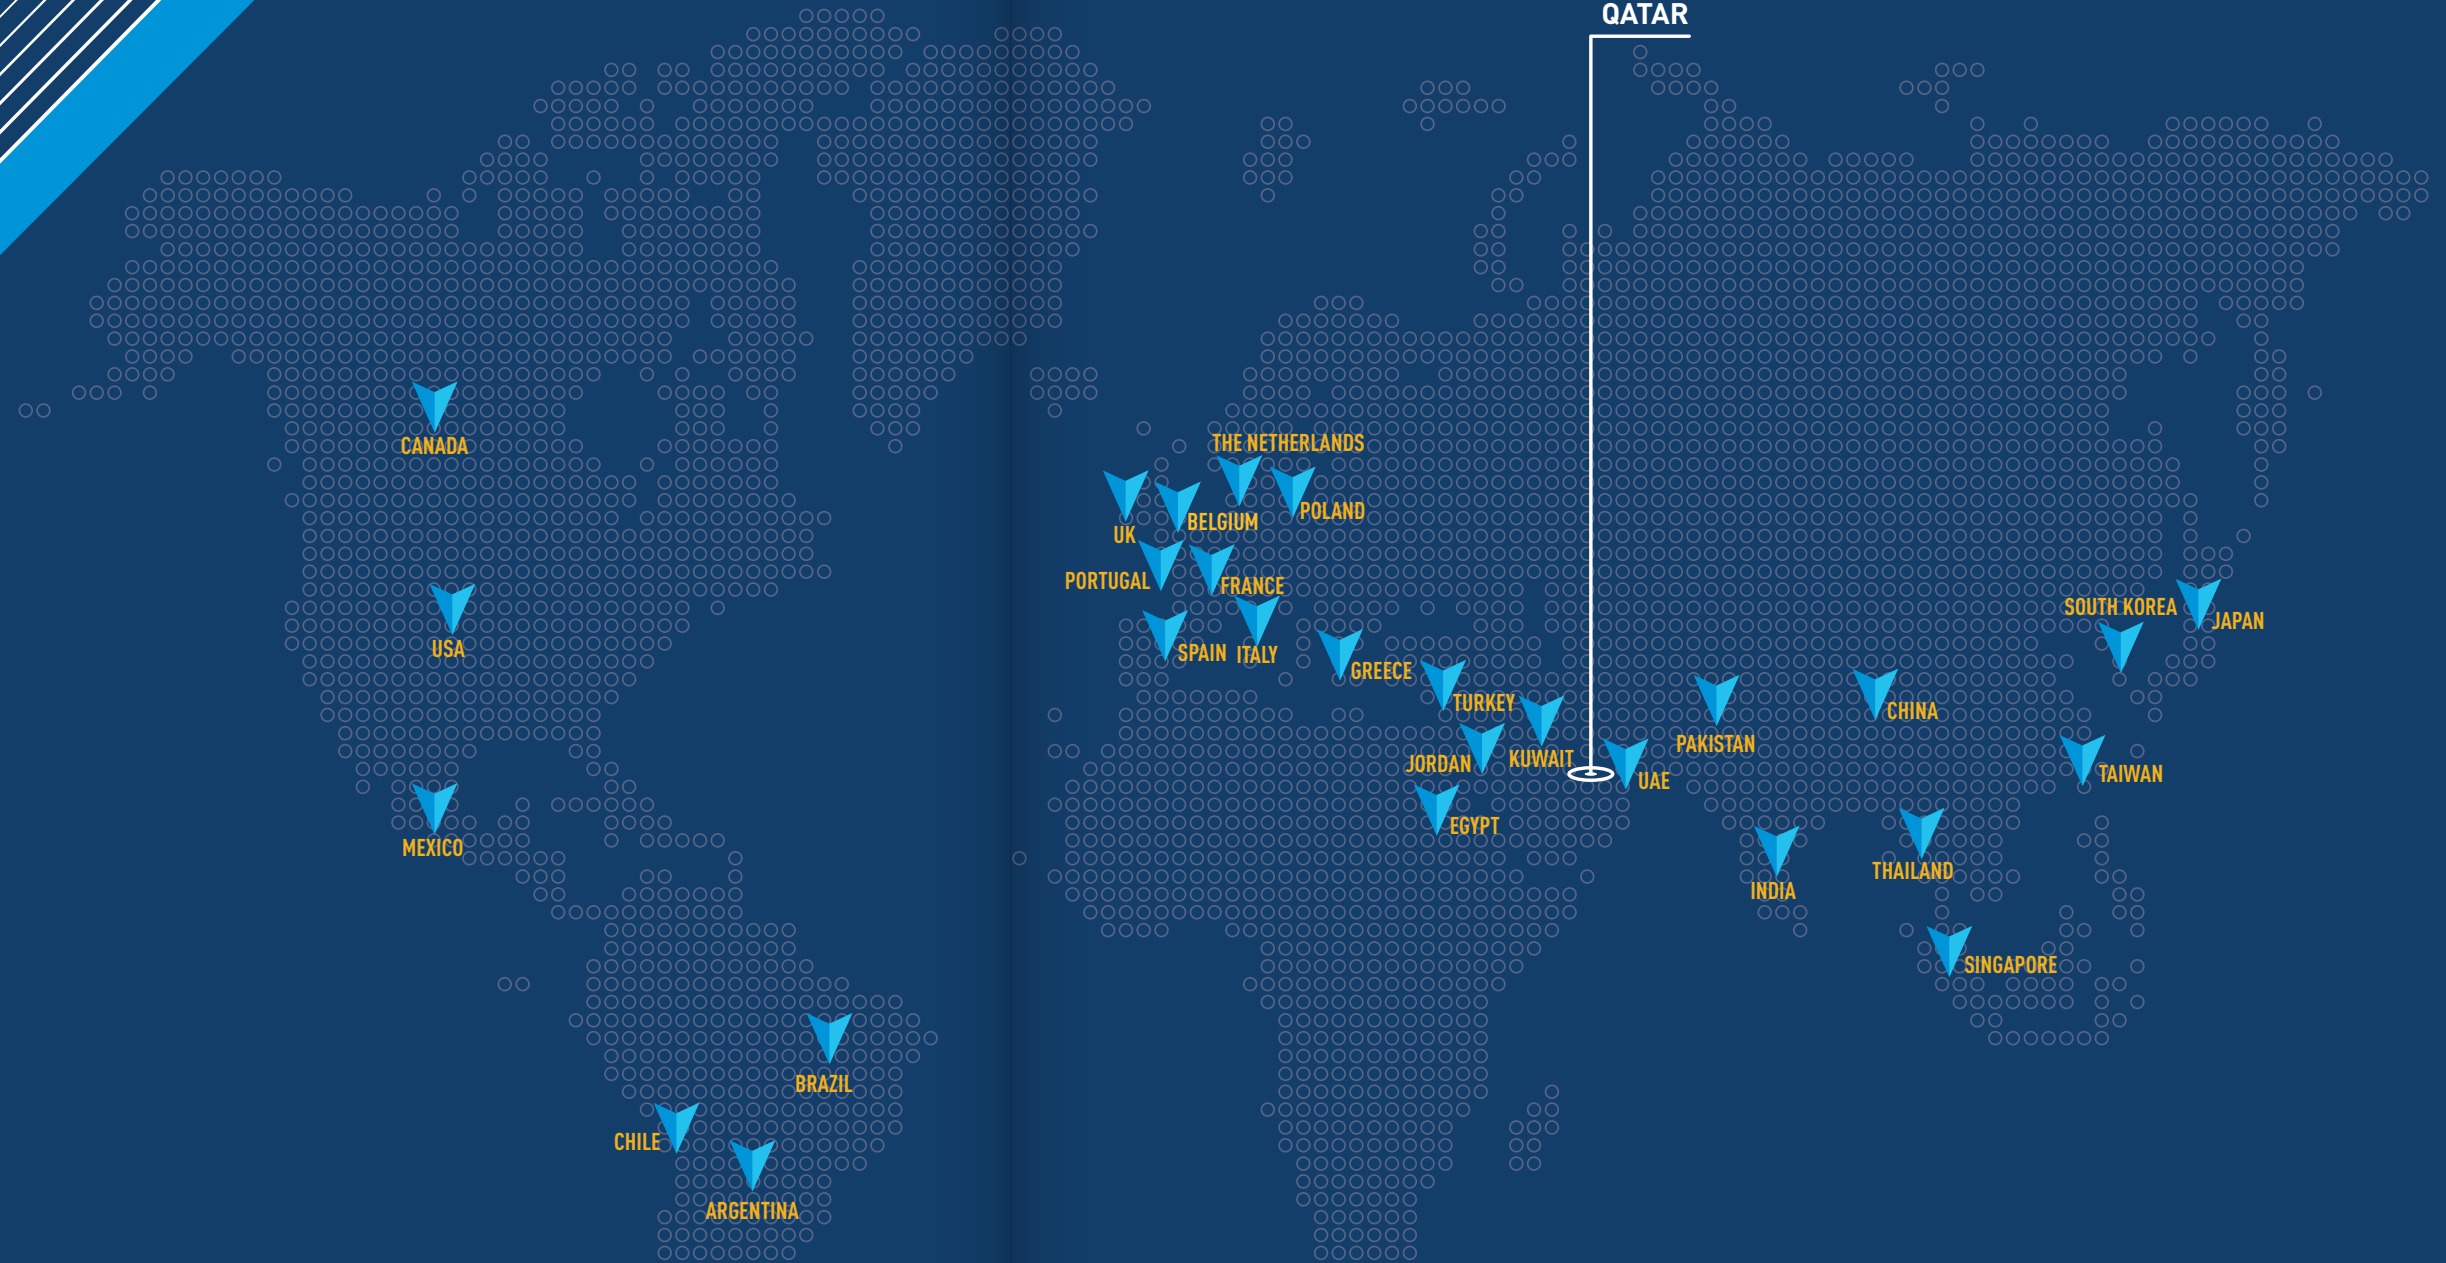 QATAR
CANADA
THE NETHERLANDS
POLAND
BELGIUM
UK
PORTUGAL
FRANCE
USA
SPAIN
ITALY
GREECE
TURKEY
SOUTH KOREA
JAPAN
CHINA
PAKISTAN
JORDAN
KUWAIT
UAE
TAIWAN
EGYPT
MEXICO
THAILAND
INDIA
SINGAPORE
BRAZIL
CHILE
ARGENTINA